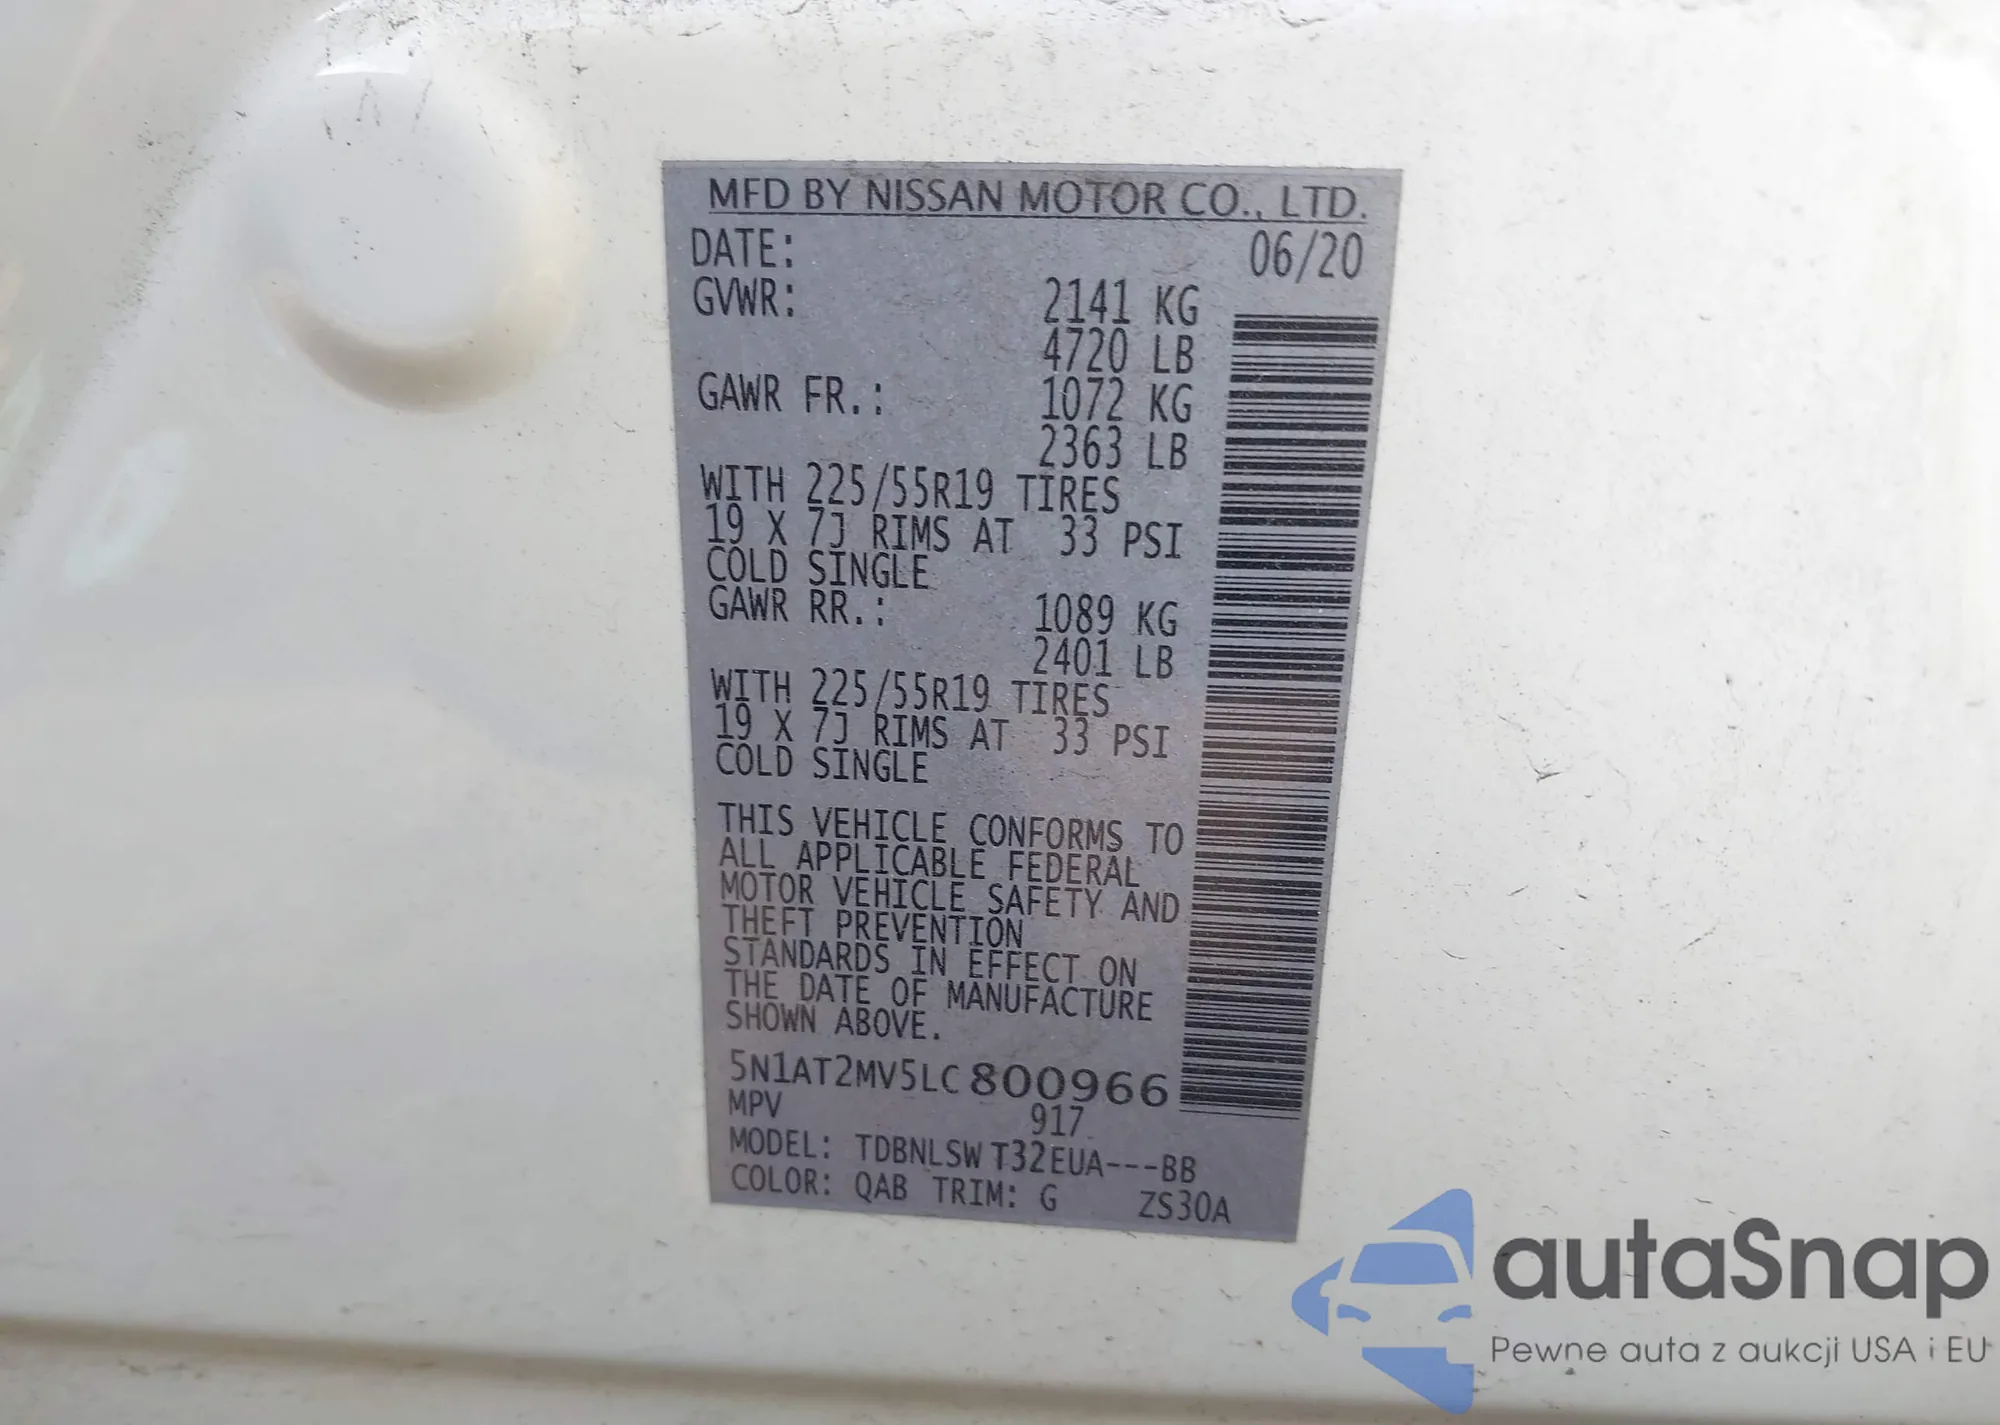 MFD BY NISSAN MOTOR CO., LTD.
DATE: 06/20
GVWR: 2141 KG
4720 LB
GAWR FR.: 1072 KG
2363 LB
WITH 225/55R19 TIRES
19 X 7J RIMS AT 33 PSI
COLD SINGLE
GAWR RR.: 1089 KG
2401 LB
WITH 225/55R19 TIRES
19 X 7J RIMS AT 33 PSI
COLD SINGLE
THIS VEHICLE CONFORMS TO
ALL APPLICABLE FEDERAL
MOTOR VEHICLE SAFETY AND
THEFT PREVENTION
STANDARDS IN EFFECT ON
THE DATE OF MANUFACTURE
SHOWN ABOVE.
5N1AT2MV5LC800966
MPV 917
MODEL: TDBNLSW T32EUA---BB
COLOR: QAB TRIM: G ZS30A
autaSnap
Pewne auta z aukcji USA i EU